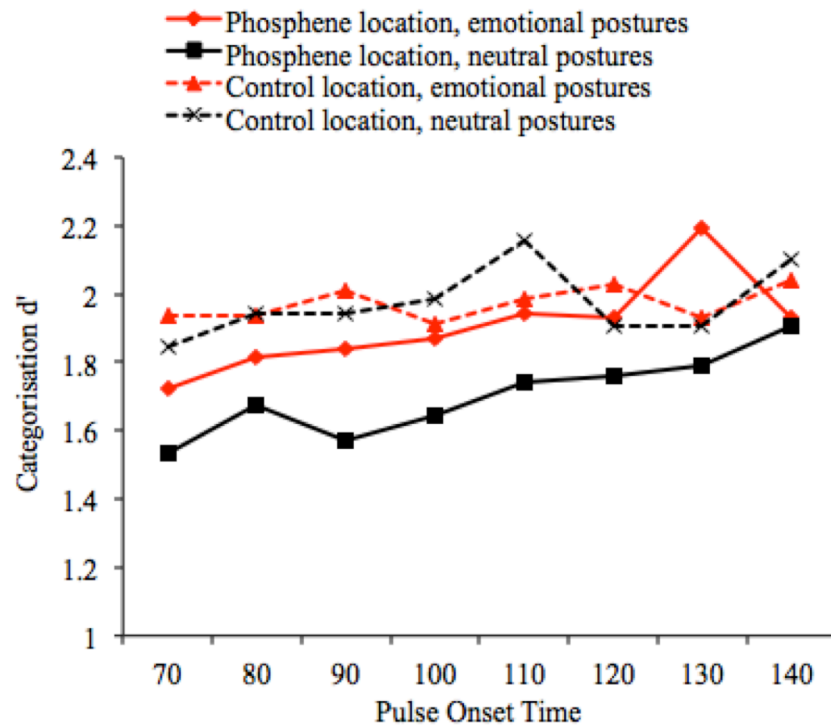 Phosphene location, emotional postures
Phosphene location, neutral postures
Control location, emotional postures
Control location, neutral postures
2.4
2.2
2
1.8
1.6
1.4
1.2
1
Categorisation d'
70 80 90 100 110 120 130 140
Pulse Onset Time